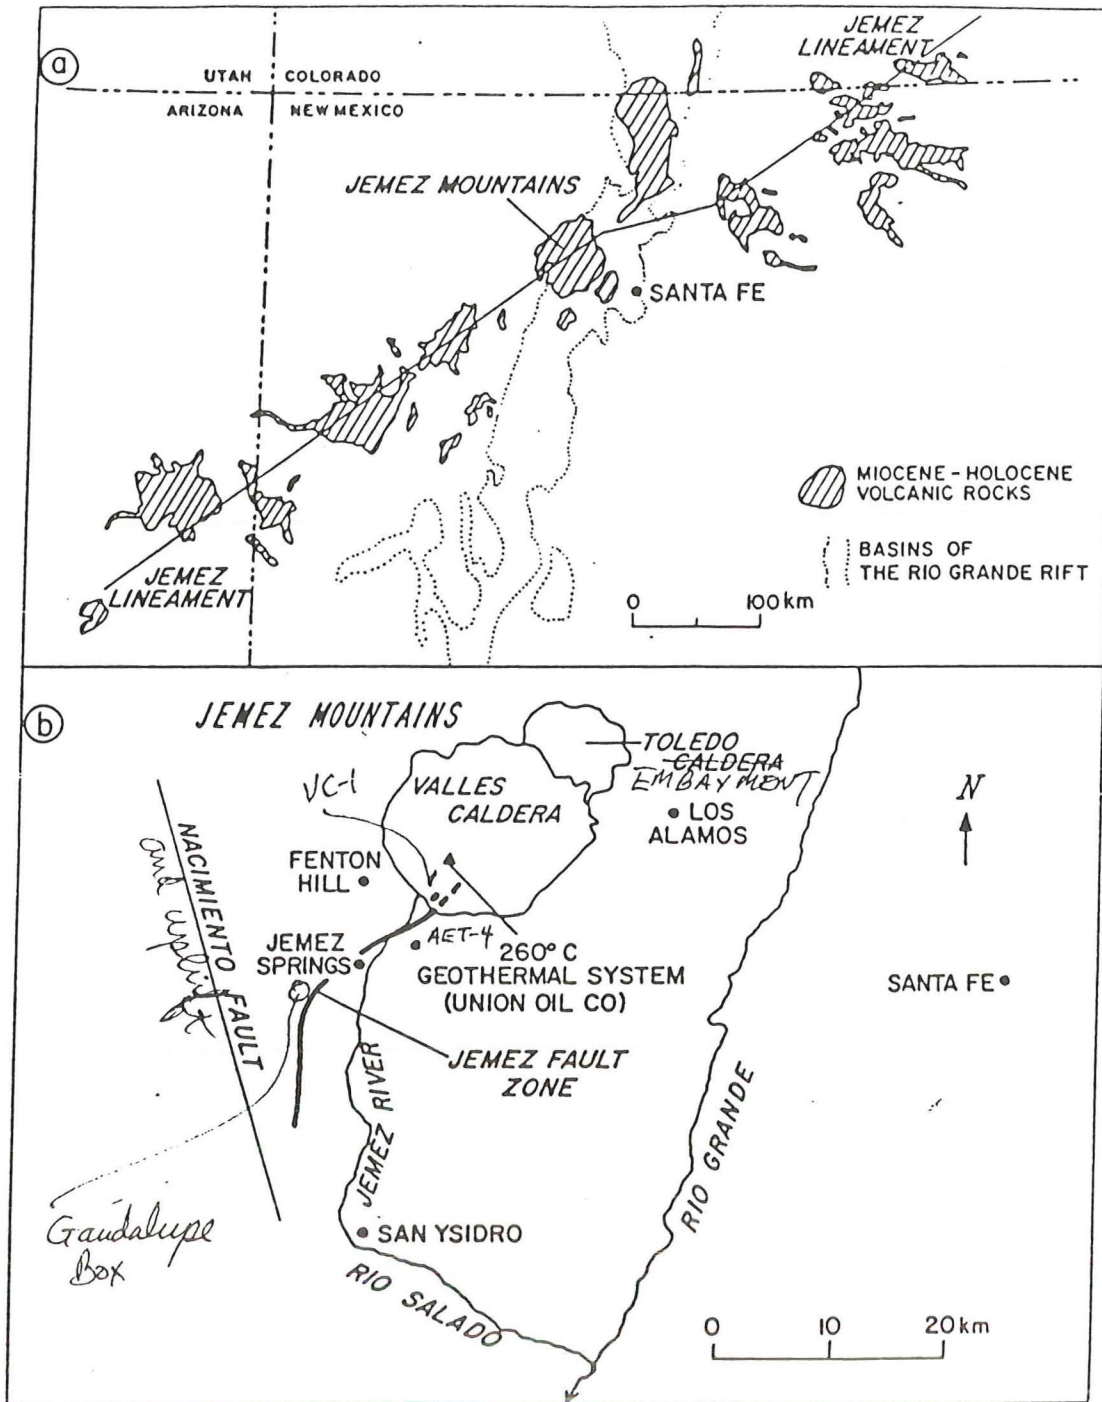 a
JEMEZ
LINEAMENT
UTAH COLORADO
ARIZONA NEW MEXICO
JEMEZ MOUNTAINS
SANTA FE
MIOCENE-HOLOCENE
VOLCANIC ROCKS
BASINS OF
THE RIO GRANDE RIFT
JEMEZ
LINEAMENT
0 100 km
b
JEMEZ MOUNTAINS
TOLEDO
CALDERA
EMBAYMENT
VC-1
VALLES
CALDERA
LOS
ALAMOS
N
NACIMIENTO FAULT
and uplift
FENTON
HILL
AET-4
JEMEZ
SPRINGS
260° C
GEOTHERMAL SYSTEM
(UNION OIL CO)
SANTA FE
JEMEZ FAULT
ZONE
JEMEZ RIVER
RIO GRANDE
Gaudalupe
Box
SAN YSIDRO
RIO SALADO
0 10 20 km